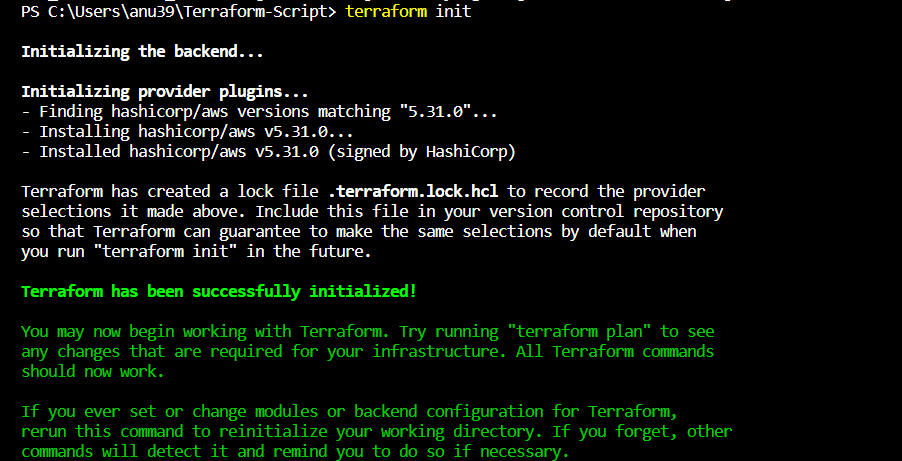 PS C:\Users\anu39\Terraform-Script> terraform init
Initializing the backend...
Initializing provider plugins...
- Finding hashicorp/aws versions matching "5.31.0"...
- Installing hashicorp/aws v5.31.0...
- Installed hashicorp/aws v5.31.0 (signed by HashiCorp)
Terraform has created a lock file .terraform.lock.hcl to record the provider
selections it made above. Include this file in your version control repository
so that Terraform can guarantee to make the same selections by default when
you run "terraform init" in the future.
Terraform has been successfully initialized!
You may now begin working with Terraform. Try running "terraform plan" to see
any changes that are required for your infrastructure. All Terraform commands
should now work.
If you ever set or change modules or backend configuration for Terraform,
rerun this command to reinitialize your working directory. If you forget, other
commands will detect it and remind you to do so if necessary.